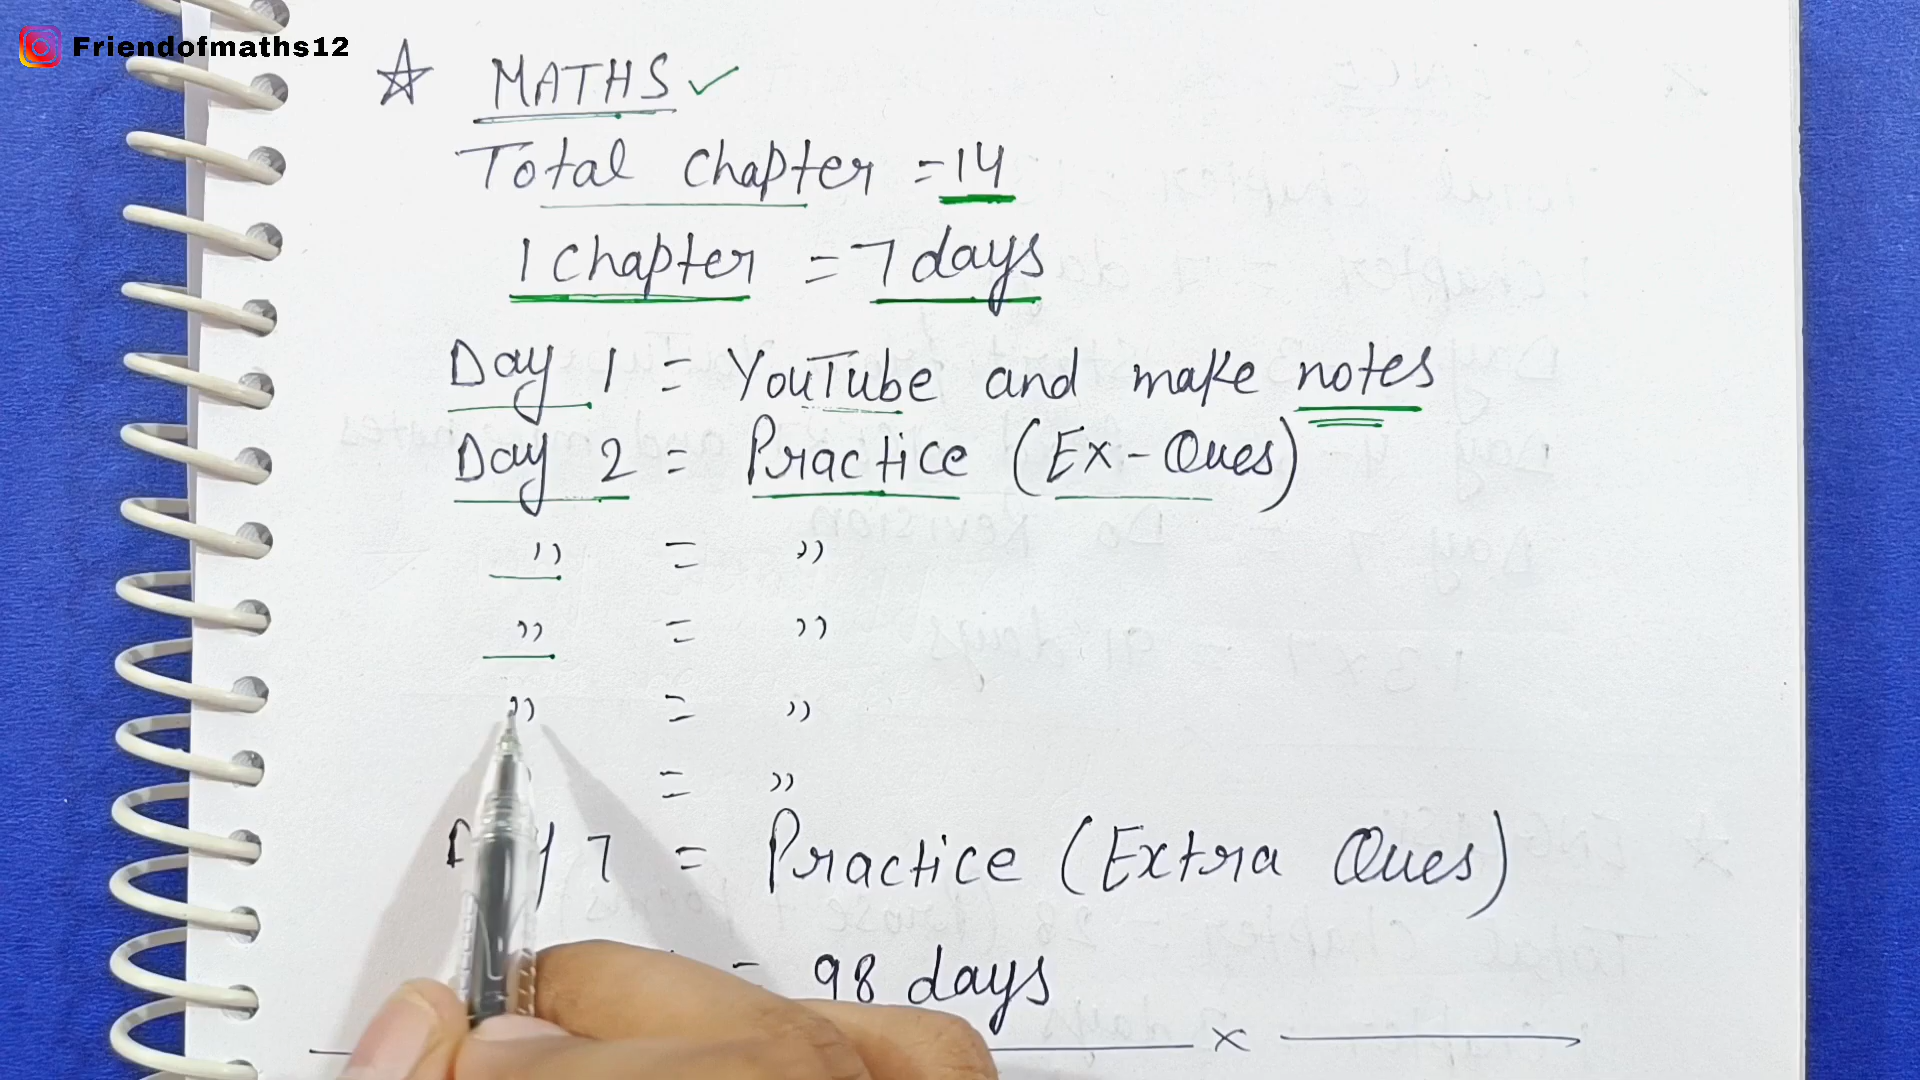 Friendofmaths12
☆ MATHS ✓
Total chapter = 14
1 chapter = 7 days
Day 1 = YouTube and make notes
Day 2 = Practice (Ex - Ques)
" = "
" = "
" = "
= "
7 = Practice (Extra Ques)
= 98 days
x